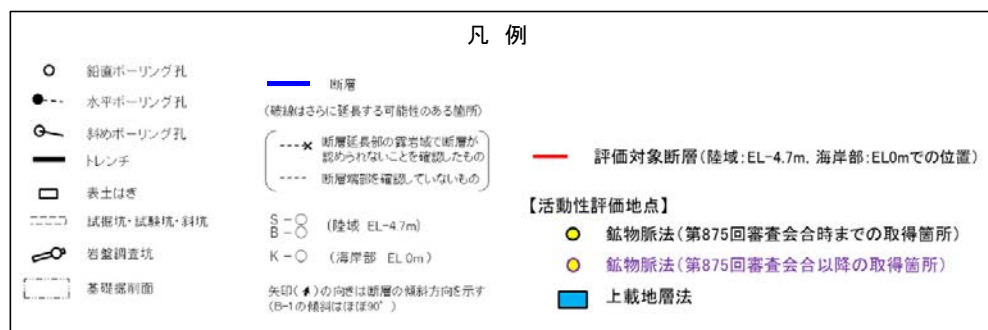 凡 例
鉛直ボーリング孔
水平ボーリング孔
斜めボーリング孔
トレンチ
表土はぎ
試掘坑・試験坑・斜坑
岩盤調査坑
基礎掘削面
断層
(破線はさらに延長する可能性のある箇所)
断層延長部の露岩域で断層が
認められないことを確認したもの
断層端部を確認していないもの
S-○
B-○
(陸域 EL-4.7m)
K-○ (海岸部 EL 0m)
矢印( )の向きは断層の傾斜方向を示す
(B-1の傾斜はほぼ90°)
評価対象断層(陸域:EL-4.7m, 海岸部:EL0mでの位置)
【活動性評価地点】
鉱物脈法(第875回審査会合時までの取得箇所)
鉱物脈法(第875回審査会合以降の取得箇所)
上載地層法